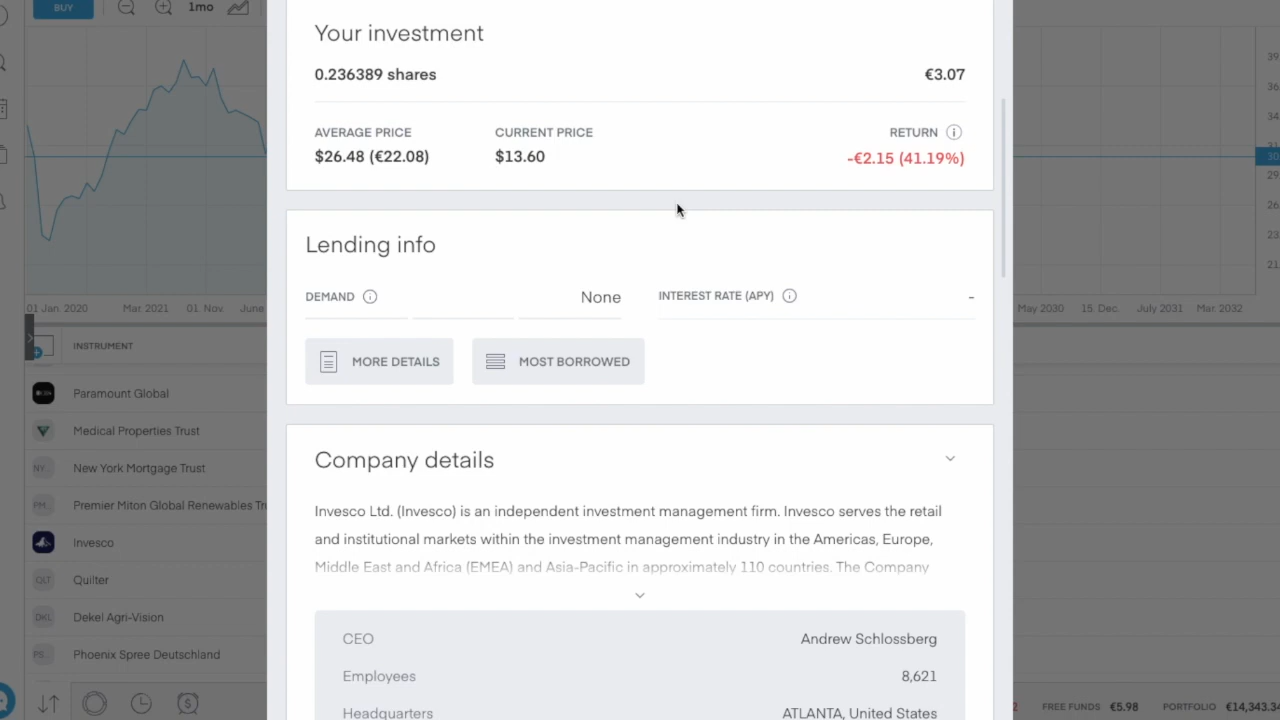 BUY
1mo
Your investment
0.236389 shares
€3.07
AVERAGE PRICE
CURRENT PRICE
RETURN
$26.48 (€22.08)
$13.60
-€2.15 (41.19%)
Lending info
DEMAND
None
INTEREST RATE (APY)
-
MORE DETAILS
MOST BORROWED
Company details
Invesco Ltd. (Invesco) is an independent investment management firm. Invesco serves the retail
and institutional markets within the investment management industry in the Americas, Europe,
Middle East and Africa (EMEA) and Asia-Pacific in approximately 110 countries. The Company
CEO
Andrew Schlossberg
Employees
8,621
Headquarters
ATLANTA, United States
01 Jan. 2020
Mar. 2021
01. Nov.
June
May 2030
15. Dec.
July 2031
Mar. 2032
INSTRUMENT
Paramount Global
Medical Properties Trust
New York Mortgage Trust
Premier Miton Global Renewables Tr
Invesco
Quilter
Dekel Agri-Vision
Phoenix Spree Deutschland
FREE FUNDS
€5.98
PORTFOLIO
€14,343.34